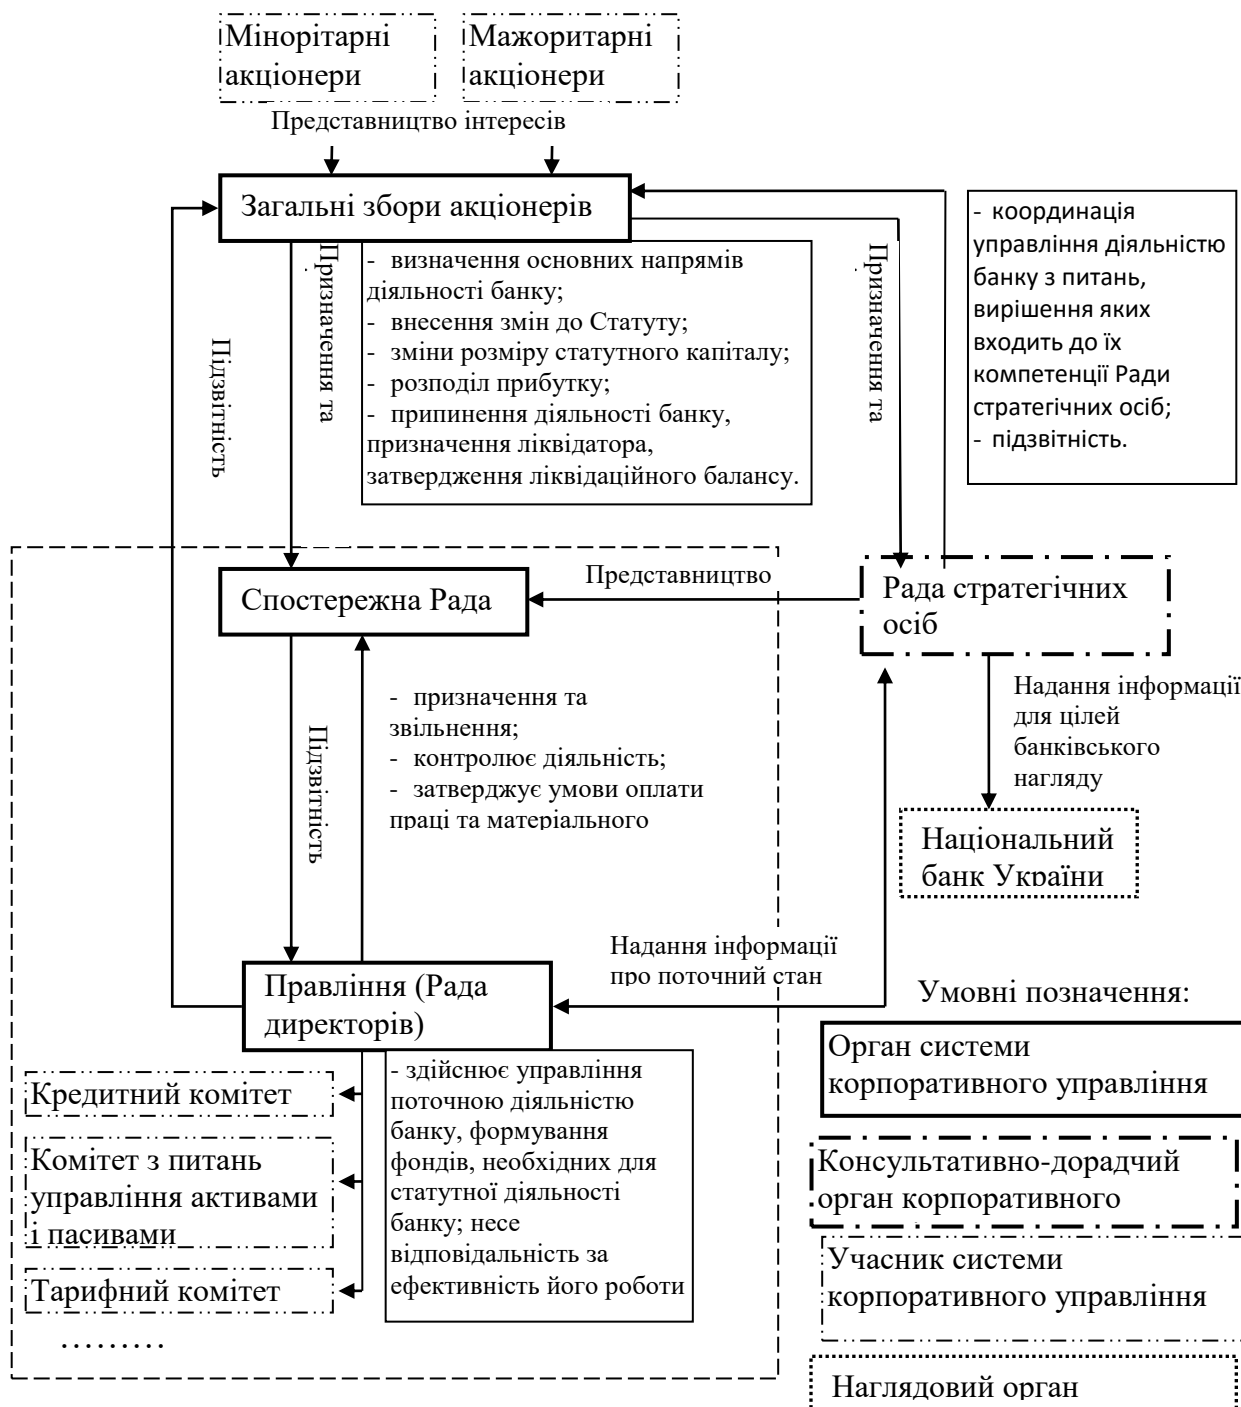 Мінорітарні
акціонери
Мажоритарні
акціонери
Представництво інтересів
Загальні збори акціонерів
Підзвітність
Призначення та
- визначення основних напрямів
діяльності банку;
- внесення змін до Статуту;
- зміни розміру статутного капіталу;
- розподіл прибутку;
- припинення діяльності банку,
призначення ліквідатора,
затвердження ліквідаційного балансу.
Призначення та
- координація
управління діяльністю
банку з питань,
вирішення яких
входить до їх
компетенції Ради
стратегічних осіб;
- підзвітність.
Спостережна Рада
Представництво
Рада стратегічних
осіб
Підзвітність
- призначення та
звільнення;
- контролює діяльність;
- затверджує умови оплати
праці та матеріального
Надання інформації
для цілей
банківського
нагляду
Національний
банк України
Правління (Рада
директорів)
Надання інформації
про поточний стан
Кредитний комітет
Комітет з питань
управління активами
і пасивами
Тарифний комітет
.........
- здійснює управління
поточною діяльністю
банку, формування
фондів, необхідних для
статутної діяльності
банку; несе
відповідальність за
ефективність його роботи
Умовні позначення:
Орган системи
корпоративного управління
Консультативно-дорадчий
орган корпоративного
Учасник системи
корпоративного управління
Наглядовий орган